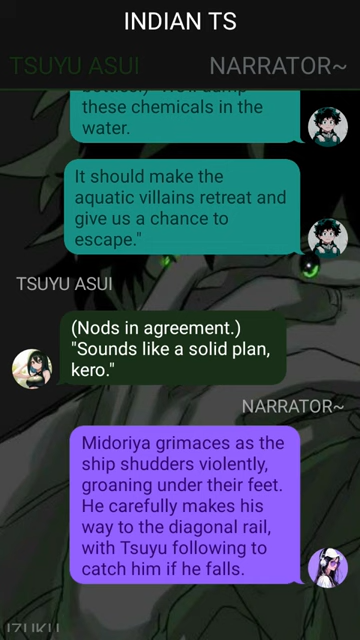 INDIAN TS
TSUYU ASUI
NARRATOR~
these chemicals in the
water.
It should make the
aquatic villains retreat and
give us a chance to
escape."
TSUYU ASUI
(Nods in agreement.)
"Sounds like a solid plan,
kero."
NARRATOR~
Midoriya grimaces as the
ship shudders violently,
groaning under their feet.
He carefully makes his
way to the diagonal rail,
with Tsuyu following to
catch him if he falls.